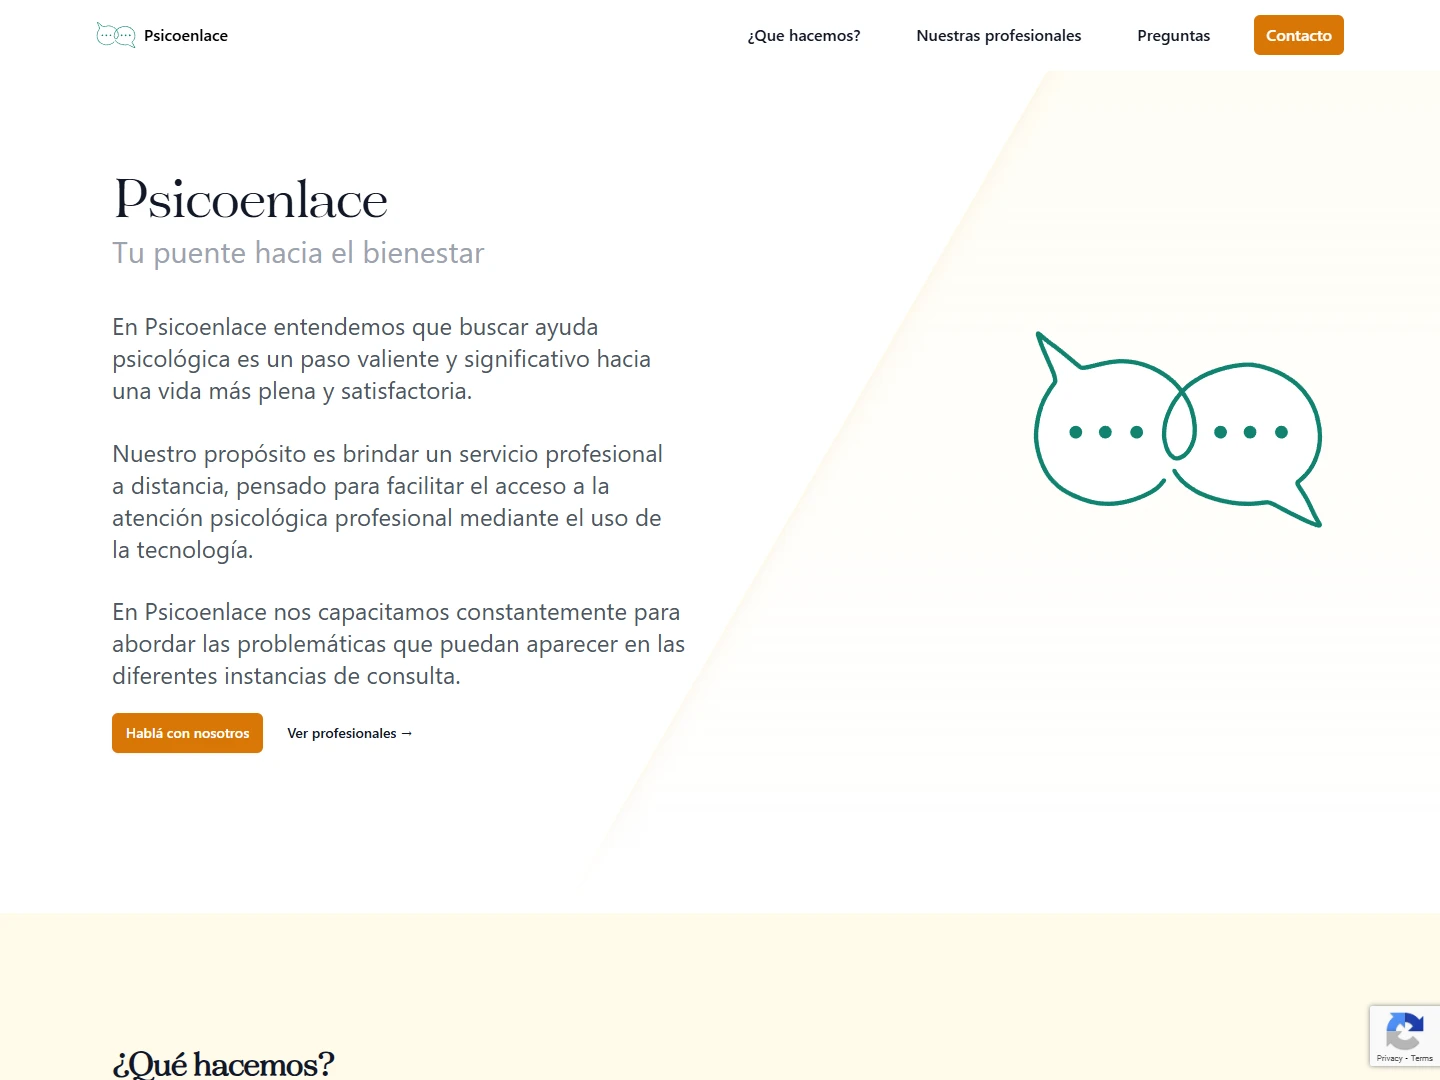 Psicoenlace
¿Que hacemos?
Nuestras profesionales
Preguntas
Contacto
Psicoenlace
Tu puente hacia el bienestar
En Psicoenlace entendemos que buscar ayuda
psicológica es un paso valiente y significativo hacia
una vida más plena y satisfactoria.
Nuestro propósito es brindar un servicio profesional
a distancia, pensado para facilitar el acceso a la
atención psicológica profesional mediante el uso de
la tecnología.
En Psicoenlace nos capacitamos constantemente para
abordar las problemáticas que puedan aparecer en las
diferentes instancias de consulta.
Hablá con nosotros
Ver profesionales →
¿Qué hacemos?
Privacy - Terms